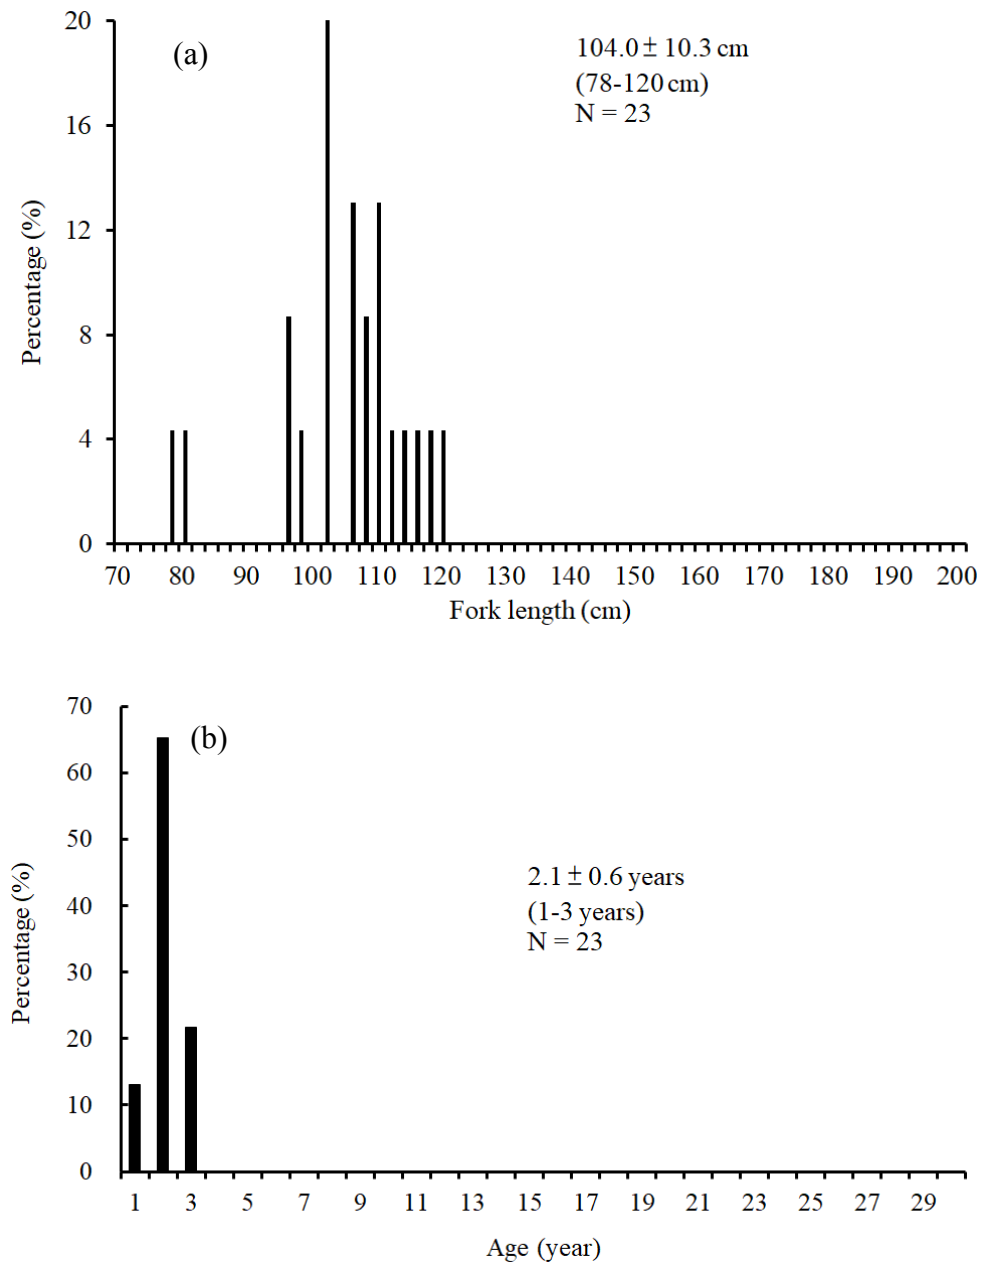 20
(a)
104.0 ± 10.3 cm
(78-120 cm)
N = 23
16
12
8
4
0
Percentage (%)
70 80 90 100 110 120 130 140 150 160 170 180 190 200
Fork length (cm)
70
(b)
60
50
40
30
20
10
0
Percentage (%)
2.1 ± 0.6 years
(1-3 years)
N = 23
1 3 5 7 9 11 13 15 17 19 21 23 25 27 29
Age (year)